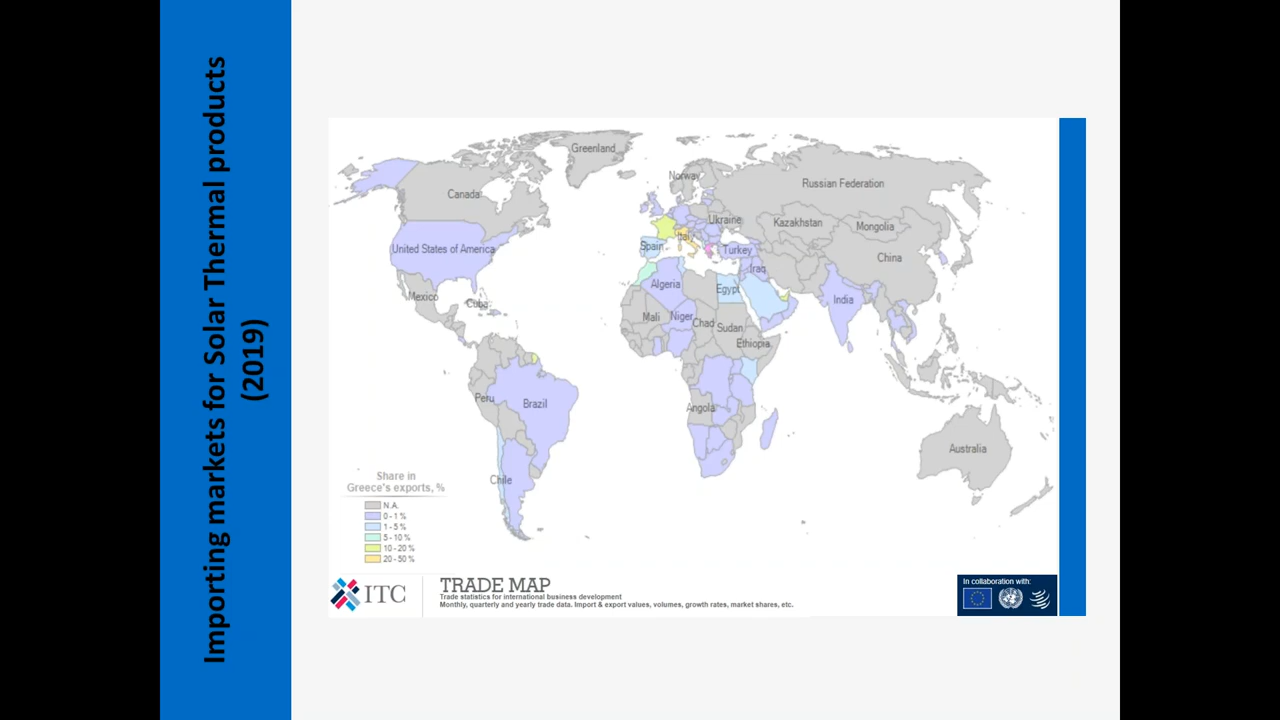 Importing markets for Solar Thermal products
(2019)
Greenland
Norway
Russian Federation
Canada
Ukraine
Kazakhstan
Mongolia
United States of America
Spain
Turkey
China
Iraq
Algeria
Egypt
Mexico
Cuba
India
Mali
Niger
Chad
Sudan
Ethiopia
Peru
Brazil
Angola
Australia
Chile
Share in
Greece's exports, %
N.A.
0 - 1 %
1 - 5 %
5 - 10 %
10 - 20 %
20 - 50 %
ITC
TRADE MAP
Trade statistics for international business development
Monthly, quarterly and yearly trade data. Import & export values, volumes, growth rates, market shares, etc.
In collaboration with: